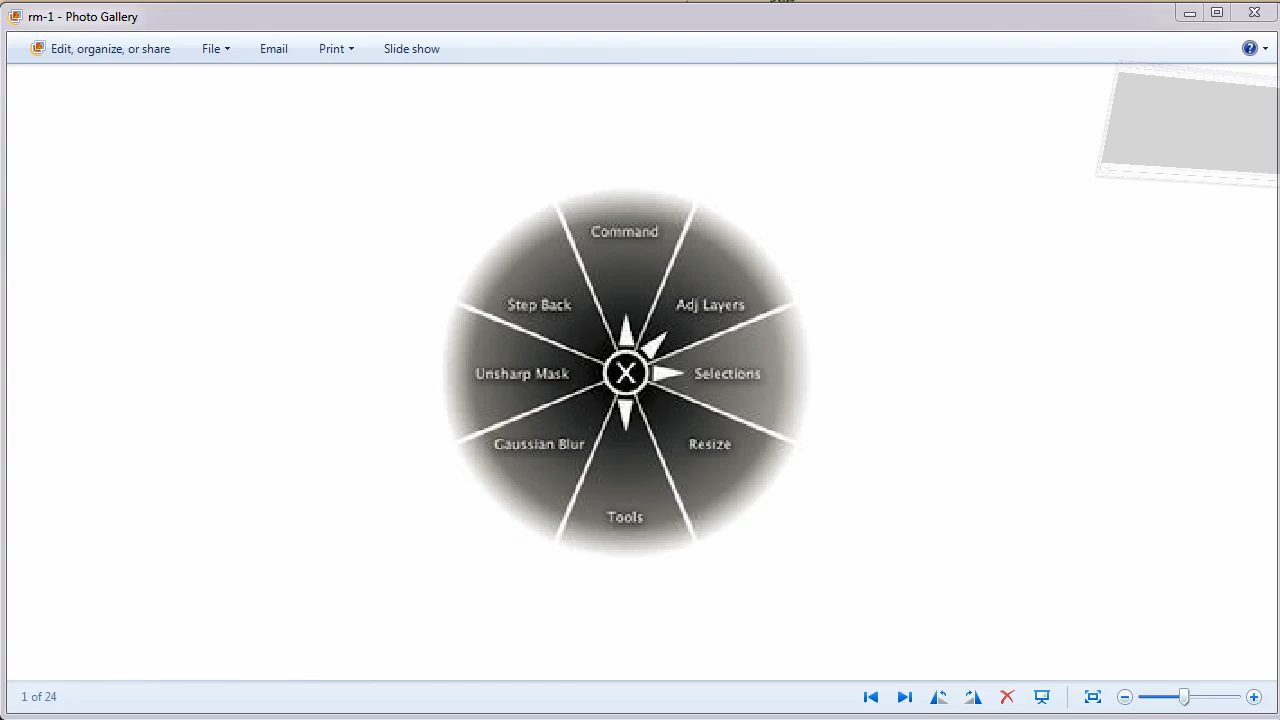 rm-1 - Photo Gallery
Edit, organize, or share File Email Print Slide show
Command
Step Back Adj Layers
Unsharp Mask X Selections
Gaussian Blur Resize
Tools
1 of 24